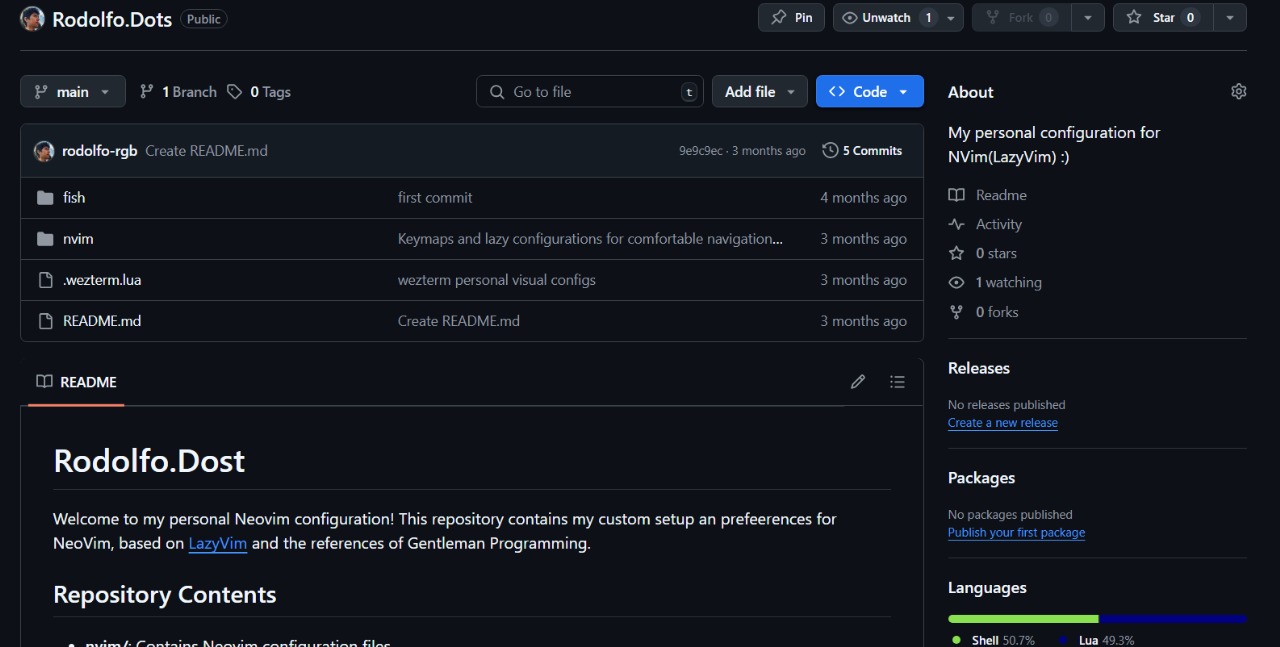 Rodolfo.Dots Public Pin Unwatch 1 Fork 0 Star 0
main 1 Branch 0 Tags Go to file t Add file Code
rodolfo-rgb Create README.md 9e9c9ec · 3 months ago 5 Commits
fish first commit 4 months ago
nvim Keymaps and lazy configurations for comfortable navigation... 3 months ago
.wezterm.lua wezterm personal visual configs 3 months ago
README.md Create README.md 3 months ago
README
Rodolfo.Dost
Welcome to my personal Neovim configuration! This repository contains my custom setup an prefeerences for
NeoVim, based on LazyVim and the references of Gentleman Programming.
Repository Contents
• nvim/: Contains Neovim configuration files
About
My personal configuration for
NVim(LazyVim) :)
Readme
Activity
0 stars
1 watching
0 forks
Releases
No releases published
Create a new release
Packages
No packages published
Publish your first package
Languages
Shell 50.7% Lua 49.3%